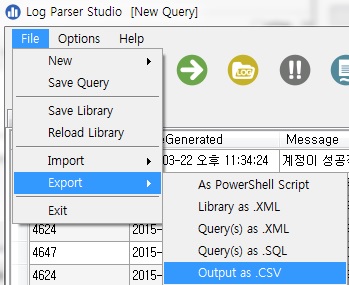 Log Parser Studio [New Query]
File Options Help
New
Save Query
Save Library
Reload Library
Import
Export
Exit
As PowerShell Script
Library as .XML
Query(s) as .XML
Query(s) as .SQL
Output as .CSV
LOG
Generated Message
03-22 오후 11:34:24 계정이 성공적
4624 2015-
4647 2015-
4624 2015-